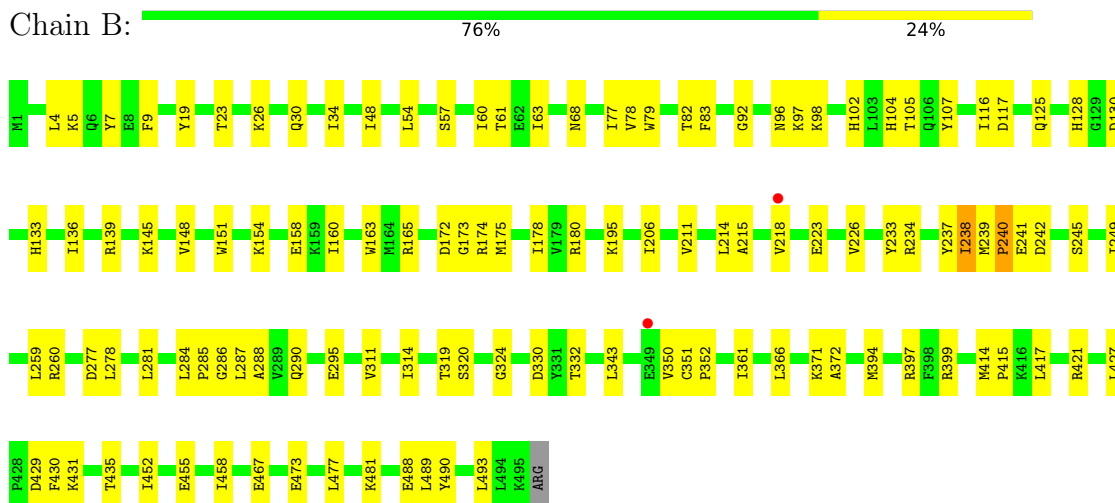 Chain B:
76% 24%
M1 L4 K5 Q6 Y7 E8 F9 Y19 T23 K26 Q30 I34 I48 L54 S57 I60 T61 E62 I63 N68 I77 V78 W79 T82 F83 G92 N96 K97 K98 H102 L103 H104 T105 Q106 Y107 I116 D117 Q125 H128 G129 D130
H133 I136 R139 K145 V148 W151 K154 E158 K159 I160 W163 M164 R165 D172 G173 R174 M175 I178 V179 R180 K195 I206 V211 L214 A215 V218 E223 V226 Y233 R234 Y237 I238 M239 P240 E241 D242 S245 I249
L259 R260 D277 L278 L281 L284 P285 G286 L287 A288 V289 Q290 E295 V311 I314 T319 S320 G324 D330 Y331 T332 L343 E349 V350 C351 P352 I361 L366 K371 A372 M394 R397 F398 R399 M414 P415 K416 L417 R421 L427
P428 D429 F430 K431 T435 I452 E455 I458 E467 E473 L477 K481 E488 L489 Y490 L493 L494 K495 ARG